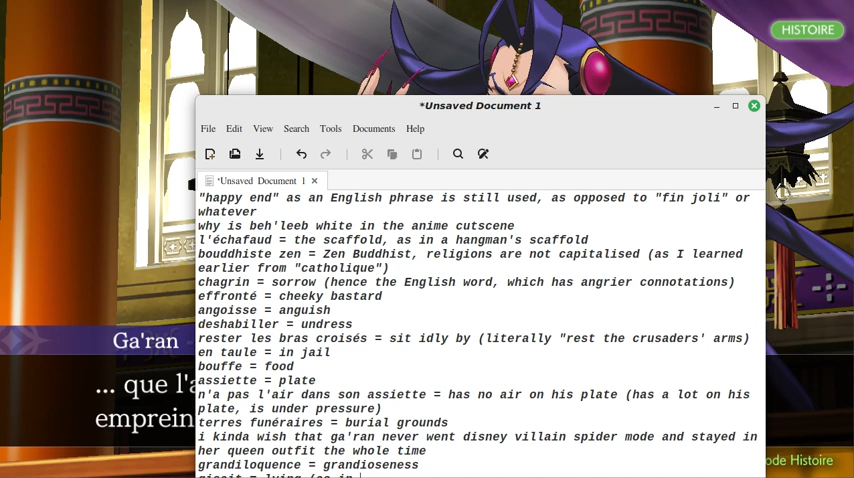 HISTOIRE
*Unsaved Document 1
File Edit View Search Tools Documents Help
*Unsaved Document 1
"happy end" as an English phrase is still used, as opposed to "fin joli" or
whatever
why is beh'leeb white in the anime cutscene
l'échafaud = the scaffold, as in a hangman's scaffold
bouddhiste zen = Zen Buddhist, religions are not capitalised (as I learned
earlier from "catholique")
chagrin = sorrow (hence the English word, which has angrier connotations)
effronté = cheeky bastard
angoisse = anguish
deshabiller = undress
rester les bras croisés = sit idly by (literally "rest the crusaders' arms)
en taule = in jail
bouffe = food
assiette = plate
n'a pas l'air dans son assiette = has no air on his plate (has a lot on his
plate, is under pressure)
terres funéraires = burial grounds
i kinda wish that ga'ran never went disney villain spider mode and stayed in
her queen outfit the whole time
grandiloquence = grandioseness
gisait = lying (as in
Ga'ran
... que l'a
emprein
ode Histoire